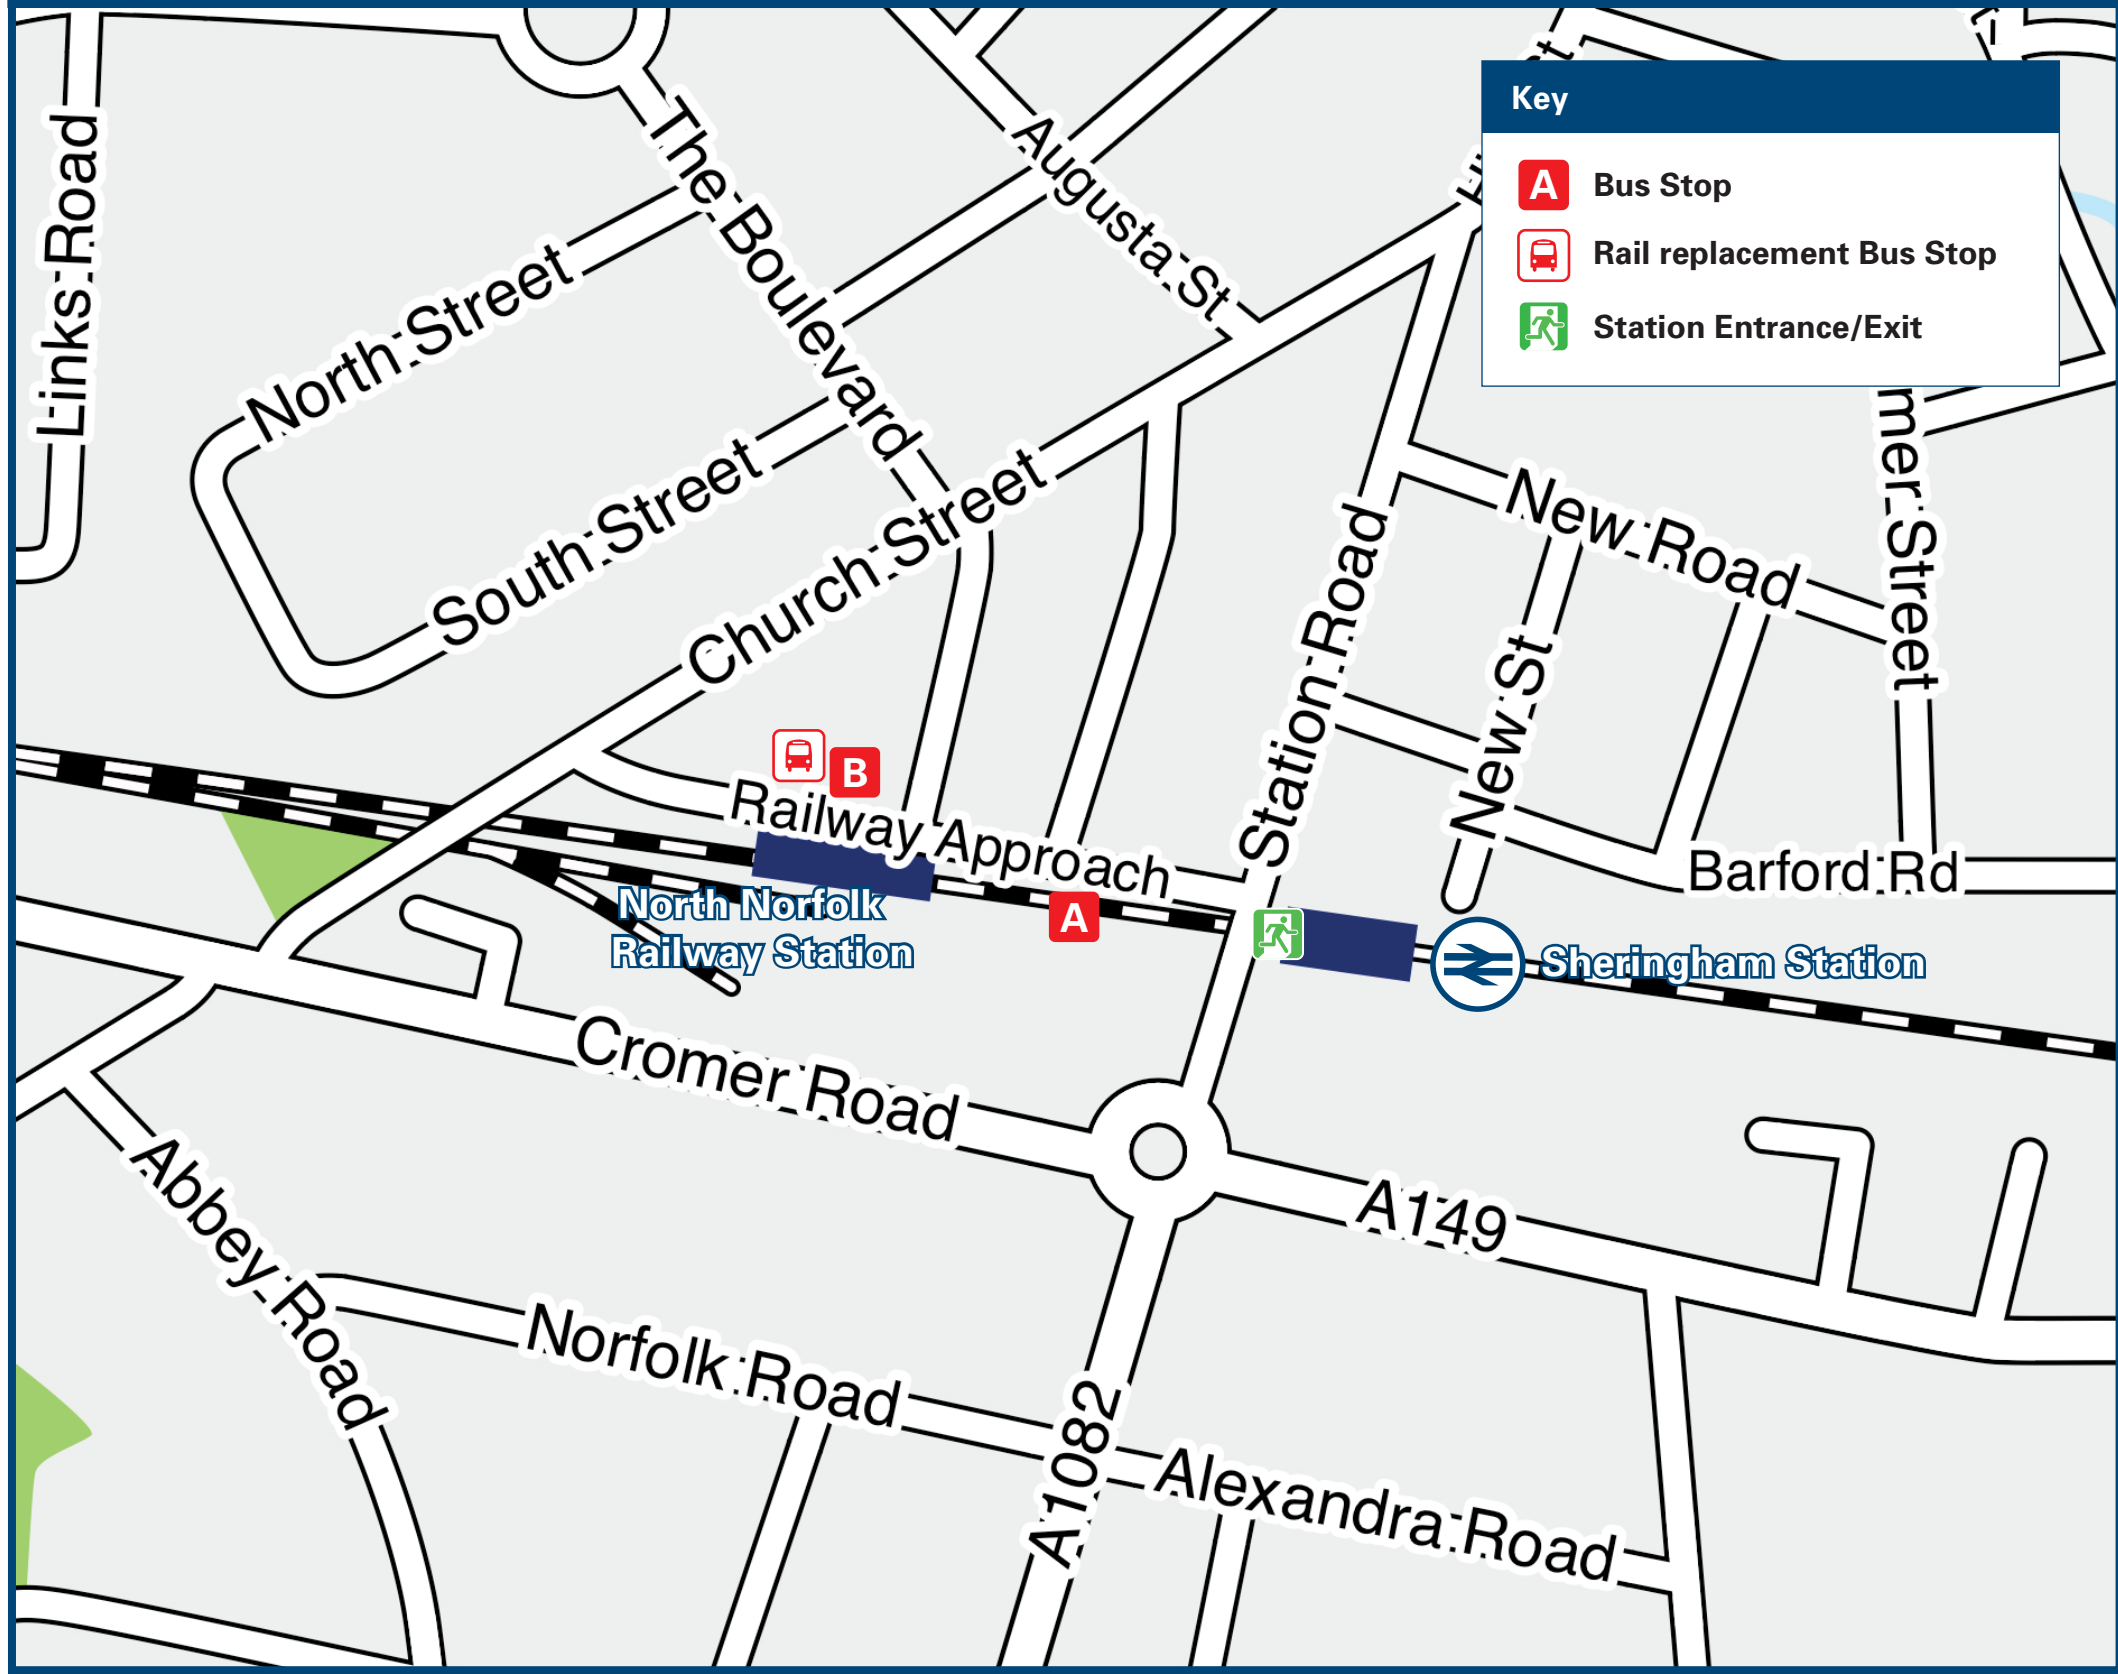 Key
A Bus Stop
Rail replacement Bus Stop
Station Entrance/Exit
Links Road
The Boulevard
Augusta St
North Street
South Street
Church Street
Station Road
New Road
New St
mer Street
Barford Rd
B
Railway Approach
A
North Norfolk
Railway Station
Sheringham Station
Cromer Road
A149
Abbey Road
Norfolk Road
A1082
Alexandra Road